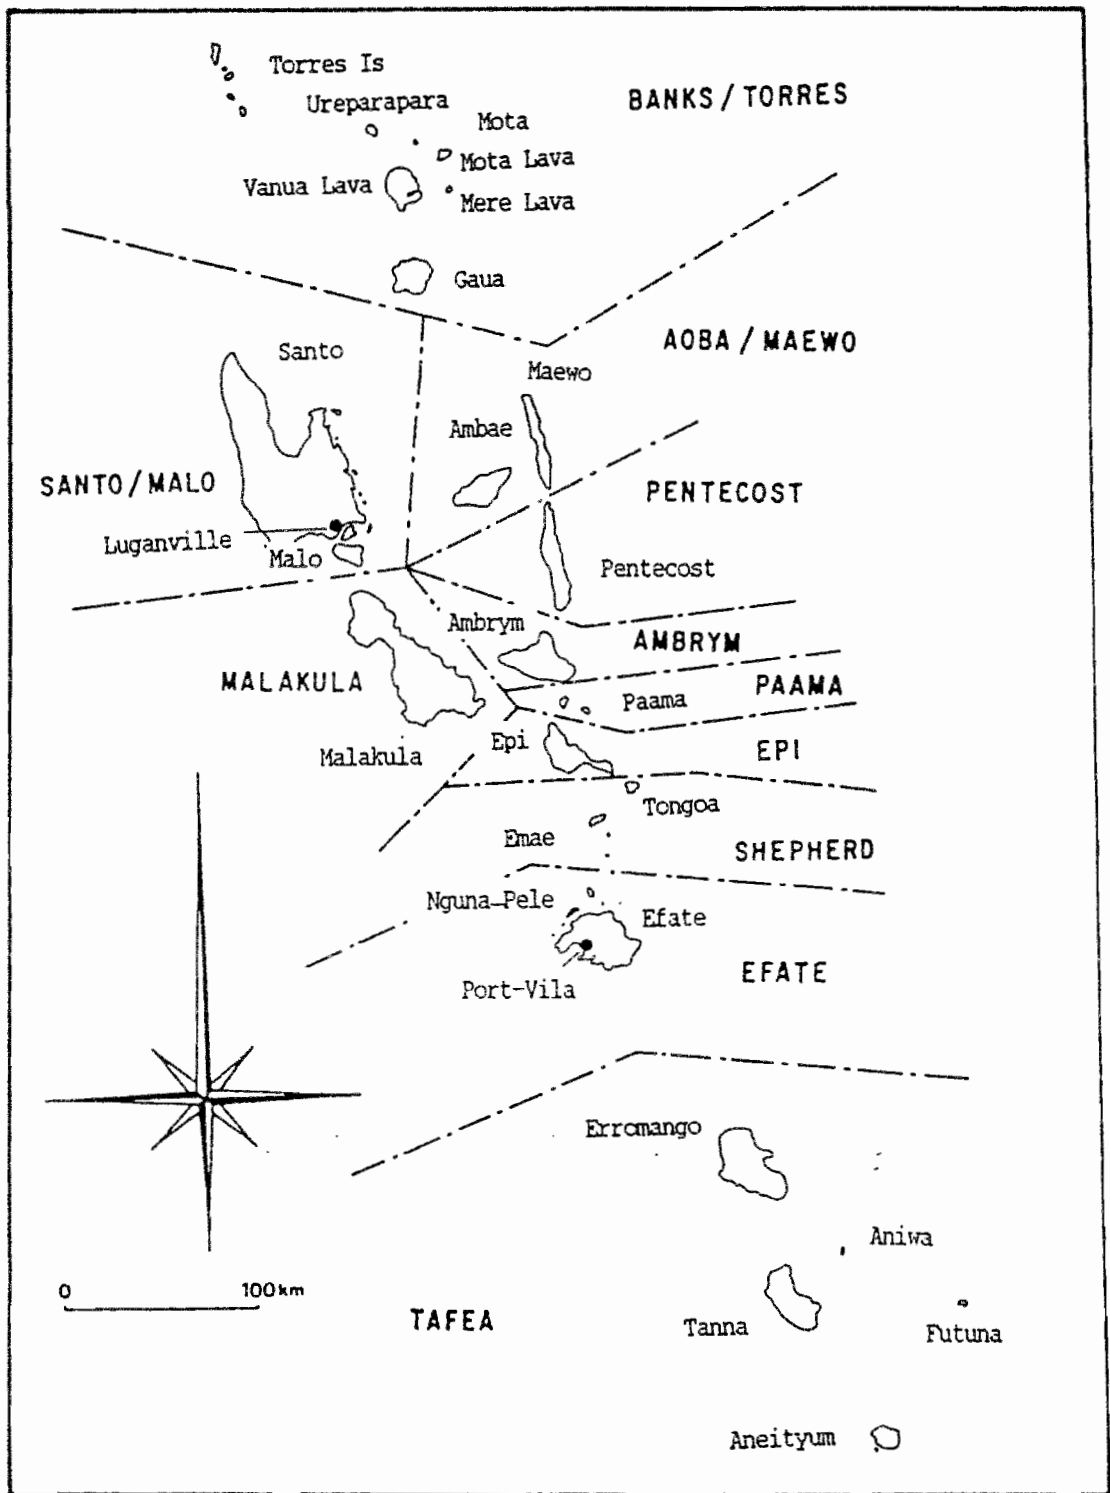 Torres Is
BANKS / TORRES
Ureparapara
Mota
Mota Lava
Vanua Lava
Mere Lava
Gaua
AOBA / MAEWO
Santo
Maewo
Ambae
SANTO / MALO
PENTECOST
Luganville
Malo
Pentecost
Ambrym
AMBRYM
MALAKULA
PAAMA
Paama
Epi
EPI
Malakula
Tongoa
Emae
SHEPHERD
Nguna-Pele
Efate
EFATE
Port-Vila
Erromango
Aniwa
0 100 km
TAFEA
Tanna
Futuna
Aneityum